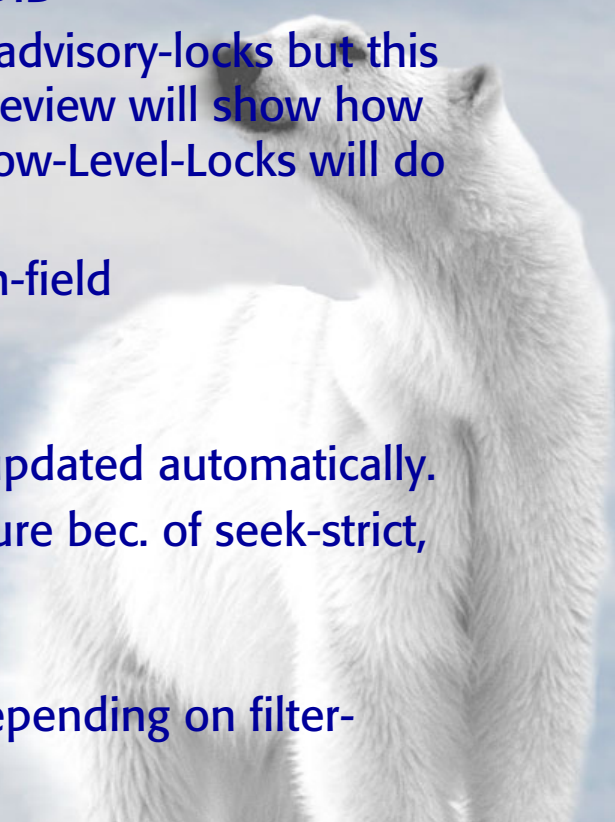 advisory-locks but this
eview will show how
ow-Level-Locks will do
n-field
updated automatically.
ure bec. of seek-strict,
epending on filter-